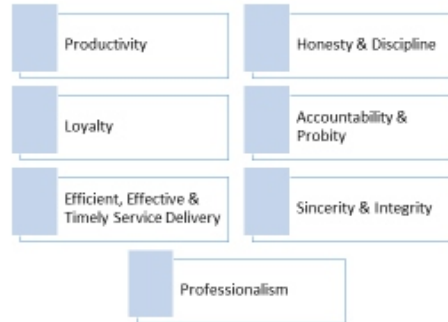 Productivity
Honesty & Discipline
Loyalty
Accountability &
Probity
Efficient, Effective &
Timely Service Delivery
Sincerity & Integrity
Professionalism